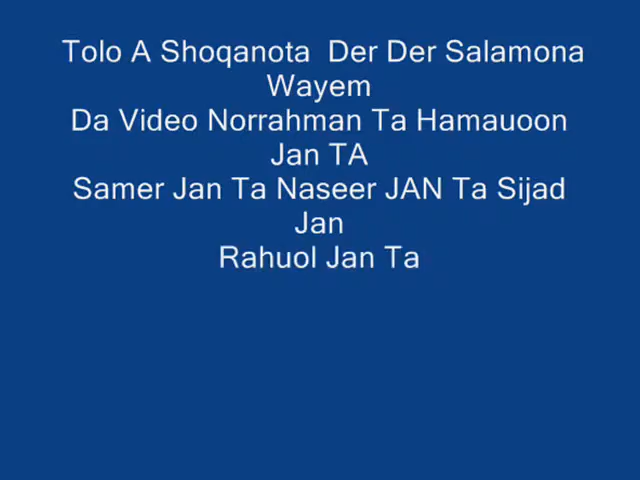 Tolo A Shoqanota  Der Der Salamona
Wayem
Da Video Norrahman Ta Hamauoon
Jan TA
Samer Jan Ta Naseer JAN Ta Sijad
Jan
Rahuol Jan Ta